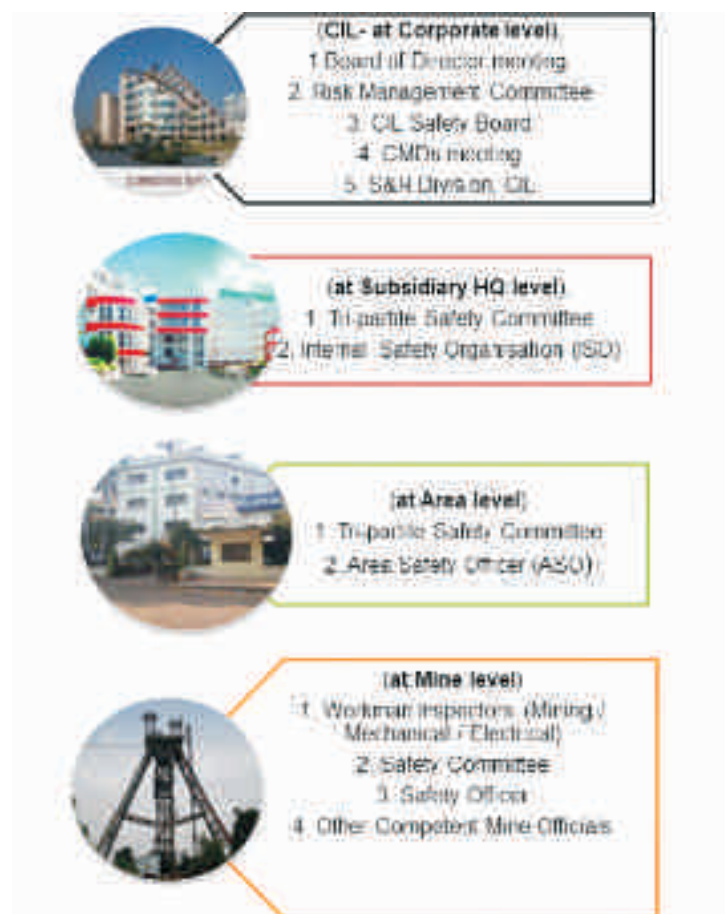 (CIL- at Corporate level)
1 Board of Director meeting
2. Risk Management Committee
3. CIL Safety Board
4. CMDs meeting
5. S&R Division, CIL
(at Subsidiary HQ level)
1. Tri-partite Safety Committee
2. Internal Safety Organisation (ISO)
(at Area level)
1. Tri-partite Safety Committee
2. Area Safety Officer (ASO)
(at Mine level)
1. Workman Inspectors (Mining /
Mechanical / Electrical)
2. Safety Committee
3. Safety Officer
4. Other Competent Mine Officials